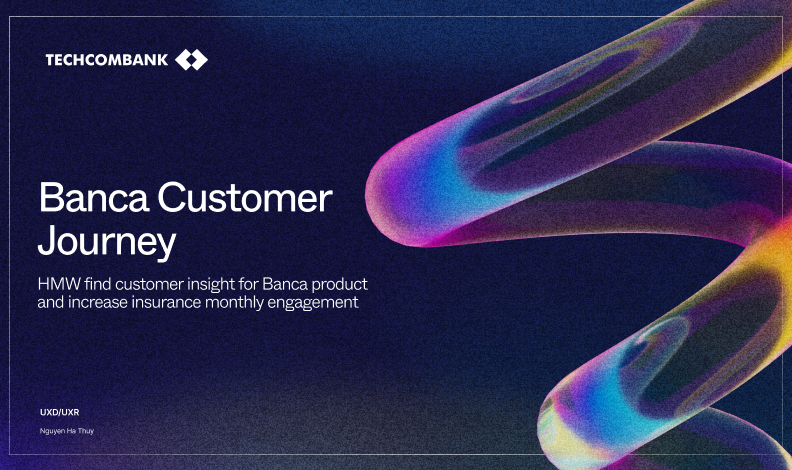 TECHCOMBANK
Banca Customer
Journey
HMW find customer insight for Banca product
and increase insurance monthly engagement
UXD/UXR
Nguyen Ha Thuy